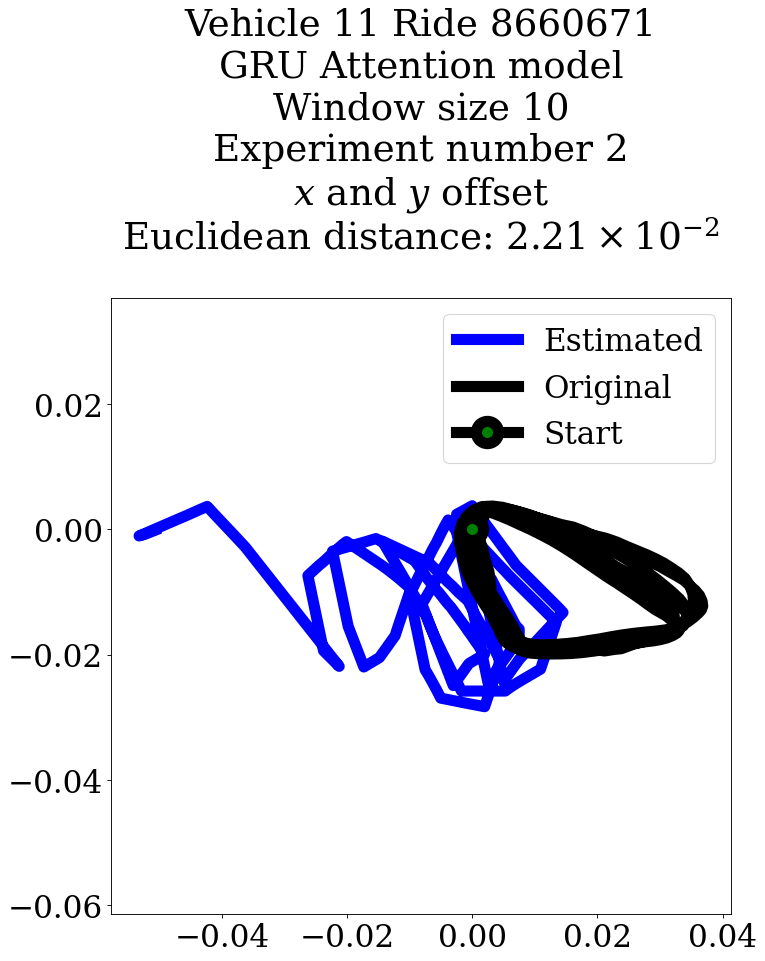 Vehicle 11 Ride 8660671
GRU Attention model
Window size 10
Experiment number 2
x and y offset
Euclidean distance: 2.21 × 10⁻²
Estimated
Original
Start
0.02
0.00
−0.02
−0.04
−0.06
−0.04 −0.02 0.00 0.02 0.04